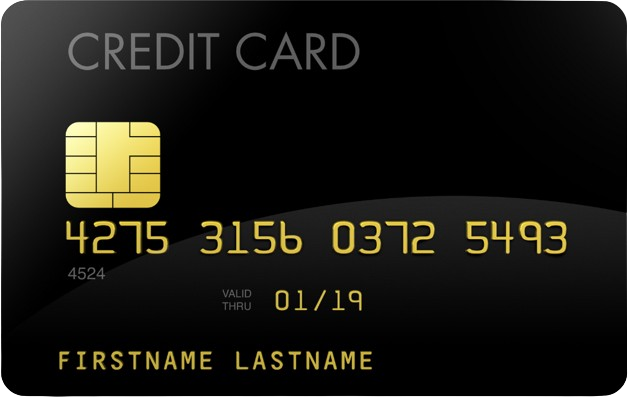 CREDIT CARD
4275 3156 0372 5493
4524
VALID
THRU 01/19
FIRSTNAME LASTNAME